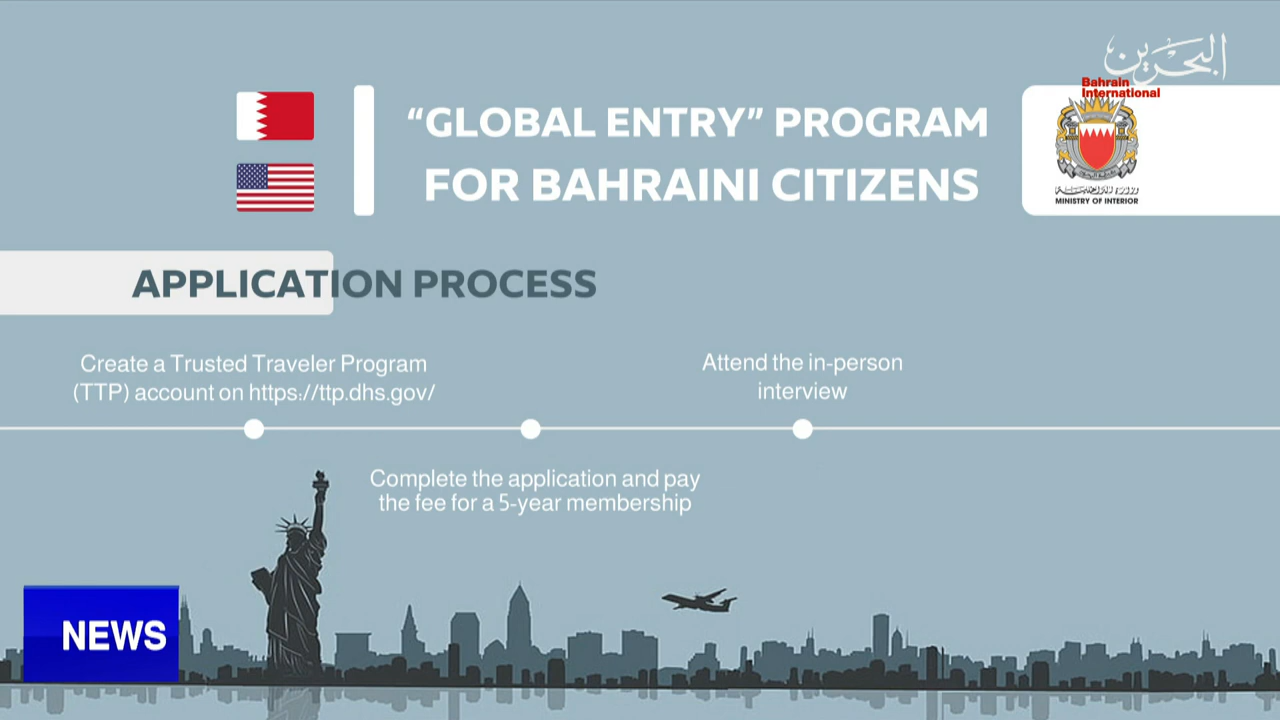 البحرين
Bahrain
International
“GLOBAL ENTRY” PROGRAM
FOR BAHRAINI CITIZENS
MINISTRY OF INTERIOR
APPLICATION PROCESS
Create a Trusted Traveler Program
(TTP) account on https://ttp.dhs.gov/
Attend the in-person
interview
Complete the application and pay
the fee for a 5-year membership
NEWS